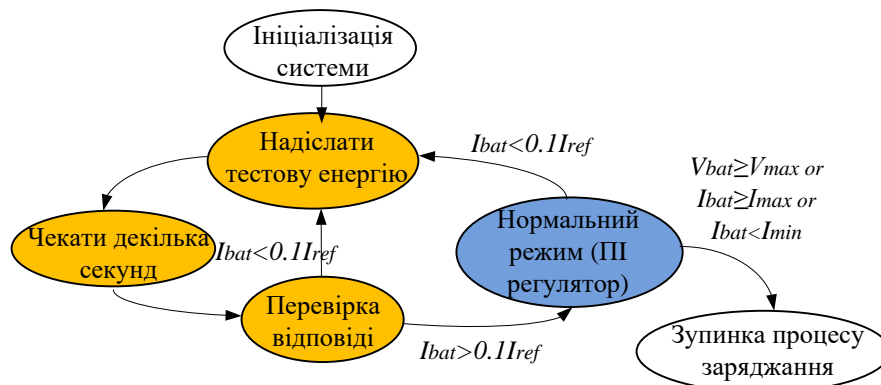 Ініціалізація
системи
Надіслати
тестову енергію
Ibat<0.1Iref
Vbat≥Vmax or
Ibat≥Imax or
Ibat<Imin
Чекати декілька
секунд
Ibat<0.1Iref
Нормальний
режим (ПІ
регулятор)
Перевірка
відповіді
Ibat>0.1Iref
Зупинка процесу
заряджання